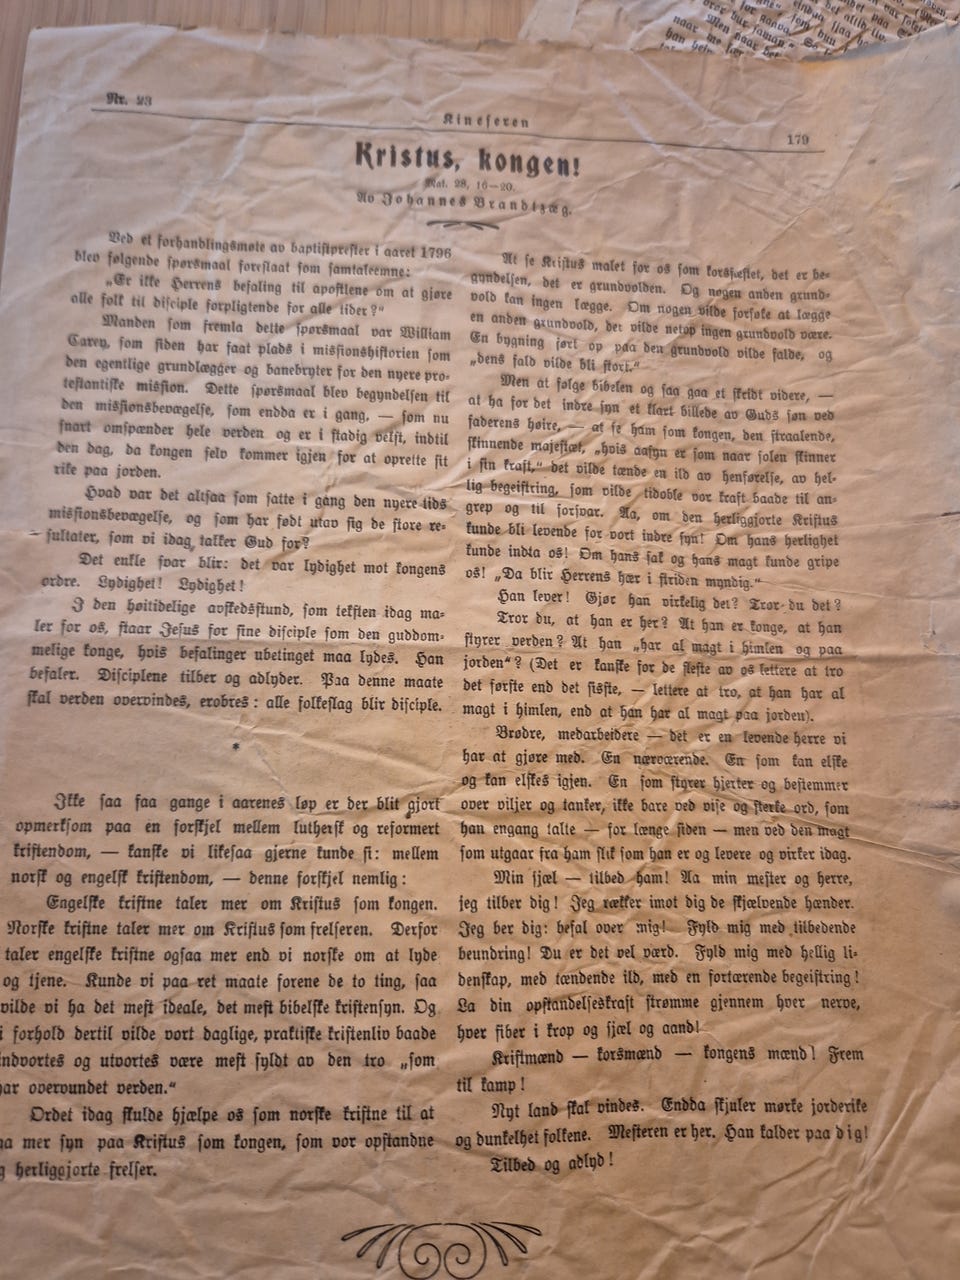 Nr. 23
Kineseren
179
Kristus, kongen!
Mat. 28, 16—20.
Av Johannes Brandtzæg.
Ved et forhandlingsmøte av baptistprester i aaret 1796
blev følgende spørsmaal foreslaat som samtaleemne:
„Er ikke Herrens befaling til apostlene om at gjøre
alle folk til disciple forpligtende for alle tider?“
Manden som fremla dette spørsmaal var William
Carey, som siden har faat plads i missionshistorien som
den egentlige grundlægger og banebryter for den nyere pro-
testantiske mission. Dette spørsmaal blev begyndelsen til
den missionsbevægelse, som endda er i gang, — som nu
snart omspænder hele verden og er i stadig vekst, indtil
den dag, da kongen selv kommer igjen for at oprette sit
rike paa jorden.
Hvad var det altsaa som satte i gang den nyere tids
missionsbevægelse, og som har født utav sig de store re-
sultater, som vi idag takker Gud for?
Det enkle svar blir: det var lydighet mot kongens
ordre. Lydighet! Lydighet!
I den høitidelige avskedsstund, som teksten idag ma-
ler for os, staar Jesus for sine disciple som den guddom-
melige konge, hvis befalinger ubetinget maa lydes. Han
befaler. Disciplene tilber og adlyder. Paa denne maate
skal verden overvindes, erobres: alle folkeslag blir disciple.
*
Ikke saa faa gange i aarenes løp er der blit gjort
opmerksom paa en forskjel mellem luthersk og reformert
kristendom, — kanske vi likesaa gjerne kunde si: mellem
norsk og engelsk kristendom, — denne forskjel nemlig:
Engelske kristne taler mer om Kristus som kongen.
Norske kristne taler mer om Kristus som frelseren. Derfor
taler engelske kristne ogsaa mer end vi norske om at lyde
og tjene. Kunde vi paa ret maate forene de to ting, saa
vilde vi ha det mest ideale, det mest bibelske kristensyn. Og
i forhold dertil vilde vort daglige, praktiske kristenliv baade
indvortes og utvortes være mest fyldt av den tro „som
har overvundet verden.“
Ordet idag skulde hjælpe os som norske kristne til at
ha mer syn paa Kristus som kongen, som vor opstandne
og herliggjorte frelser.
At se Kristus malet for os som korsfæstet, det er be-
gyndelsen, det er grundvolden. Og nogen anden grund-
vold kan ingen lægge. Om nogen vilde forsøke at lægge
en anden grundvold, det vilde netop ingen grundvold være.
En bygning ført op paa den grundvold vilde falde, og
„dens fald vilde bli stort.“
Men at følge bibelen og saa gaa et skridt videre, —
at ha for det indre syn et klart billede av Guds søn ved
faderens høire, — at se ham som kongen, den straalende,
skinnende majestæt, „hvis aasyn er som naar solen skinner
i sin kraft,“ det vilde tænde en ild av henførelse, av hel-
lig begeistring, som vilde tidoble vor kraft baade til an-
grep og til forsvar. Aa, om den herliggjorte Kristus
kunde bli levende for vort indre syn! Om hans herlighet
kunde indta os! Om hans sak og hans magt kunde gripe
os! „Da blir Herrens hær i striden myndig.“
Han lever! Gjør han virkelig det? Tror du det?
Tror du, at han er her? At han er konge, at han
styrer verden? At han „har al magt i himlen og paa
jorden“? (Det er kanske for de fleste av os lettere at tro
det første end det sidste, — lettere at tro, at han har al
magt i himlen, end at han har al magt paa jorden).
Brødre, medarbeidere — det er en levende herre vi
har at gjøre med. En nærværende. En som kan elske
og kan elskes igjen. En som styrer hjerter og bestemmer
over viljer og tanker, ikke bare ved vise og sterke ord, som
han engang talte — for længe siden — men ved den magt
som utgaar fra ham slik som han er og levere og virker idag.
Min sjæl — tilbed ham! Aa min mester og herre,
jeg tilber dig! Jeg rækker imot dig de skjælvende hænder.
Jeg ber dig: befal over mig! Fyld mig med tilbedende
beundring! Du er det vel værd. Fyld mig med hellig li-
denskap, med tændende ild, med en fortærende begeistring!
La din opstandelseskraft strømme gjennem hver nerve,
hver fiber i krop og sjæl og aand!
Kristmænd — korsmænd — kongens mænd! Frem
til kamp!
Nyt land skal vindes. Endda skjuler mørke jorderike
og dunkelhet folkene. Mesteren er her. Han kalder paa dig!
Tilbed og adlyd!